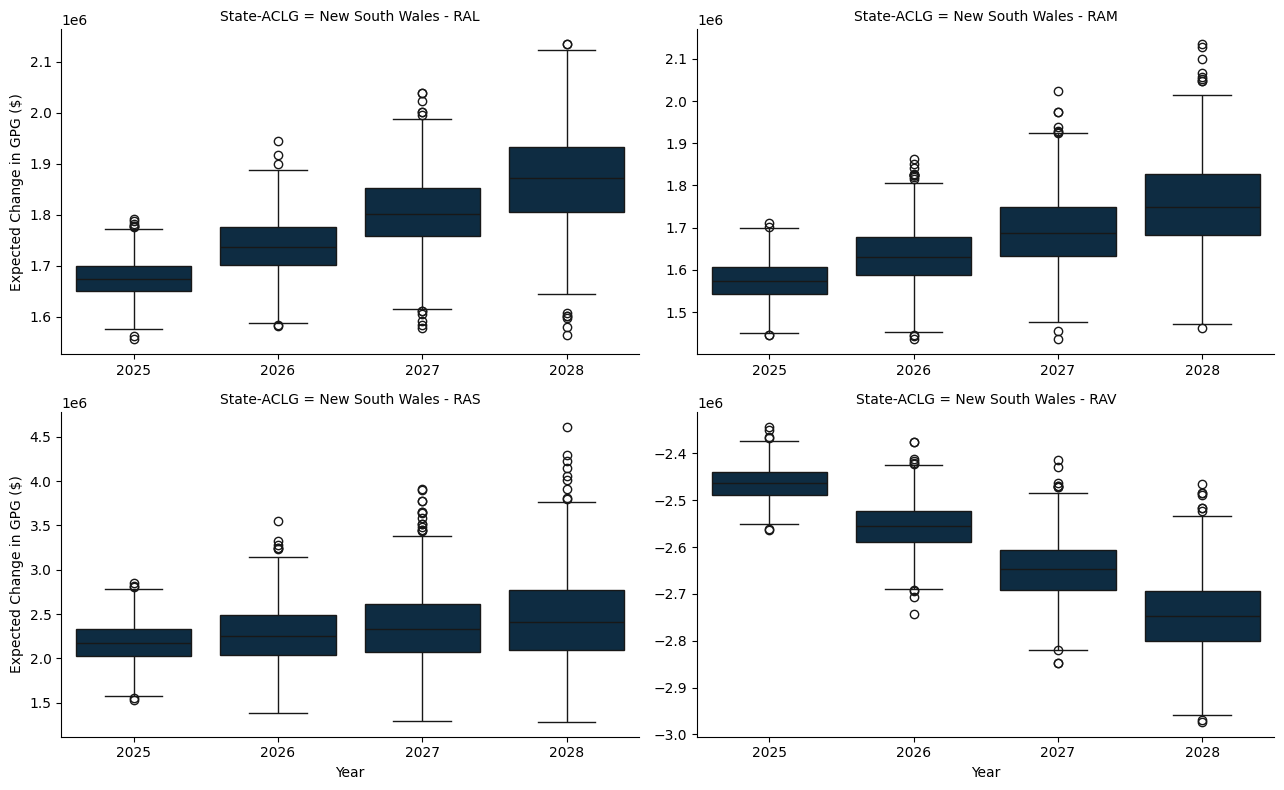 State-ACLG = New South Wales - RAL
1e6
Expected Change in GPG ($)
2.1
2.0
1.9
1.8
1.7
1.6
2025 2026 2027 2028
State-ACLG = New South Wales - RAM
1e6
2.1
2.0
1.9
1.8
1.7
1.6
1.5
2025 2026 2027 2028
State-ACLG = New South Wales - RAS
1e6
Expected Change in GPG ($)
4.5
4.0
3.5
3.0
2.5
2.0
1.5
2025 2026 2027 2028
Year
State-ACLG = New South Wales - RAV
1e6
−2.4
−2.5
−2.6
−2.7
−2.8
−2.9
−3.0
2025 2026 2027 2028
Year